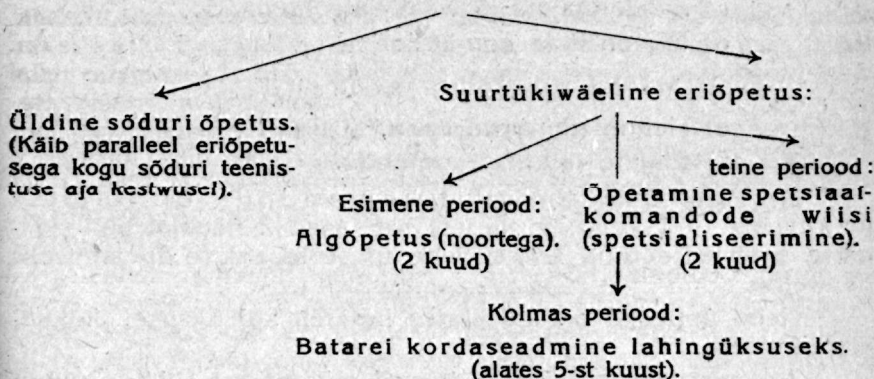 Üldine sõduri õpetus.
(Käib paralleel eriõpetu-
sega kogu sõduri teenis-
tuse aja kestwusel).
Suurtükiwäeline eriõpetus:
Esimene periood:
Algõpetus (noortega).
(2 kuud)
teine periood:
Õpetamine spetsiaal-
komandode wiisi
(spetsialiseerimine).
(2 kuud)
Kolmas periood:
Batarei kordaseadmine lahingüksuseks.
(alates 5-st kuust).